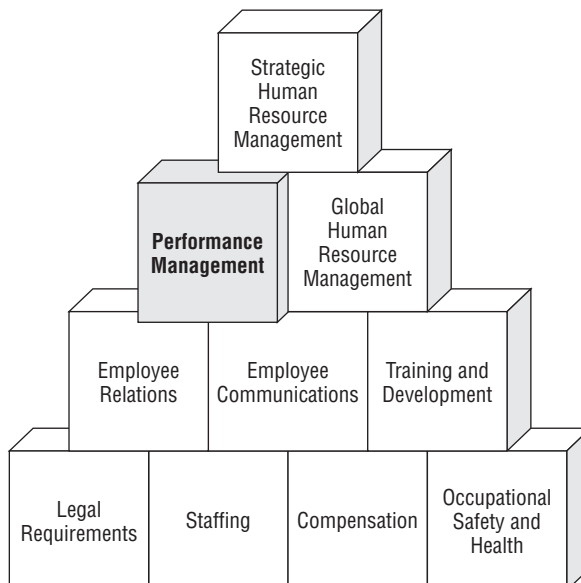 Strategic
Human
Resource
Management
Performance
Management
Global
Human
Resource
Management
Employee
Relations
Employee
Communications
Training and
Development
Legal
Requirements
Staffing
Compensation
Occupational
Safety and
Health